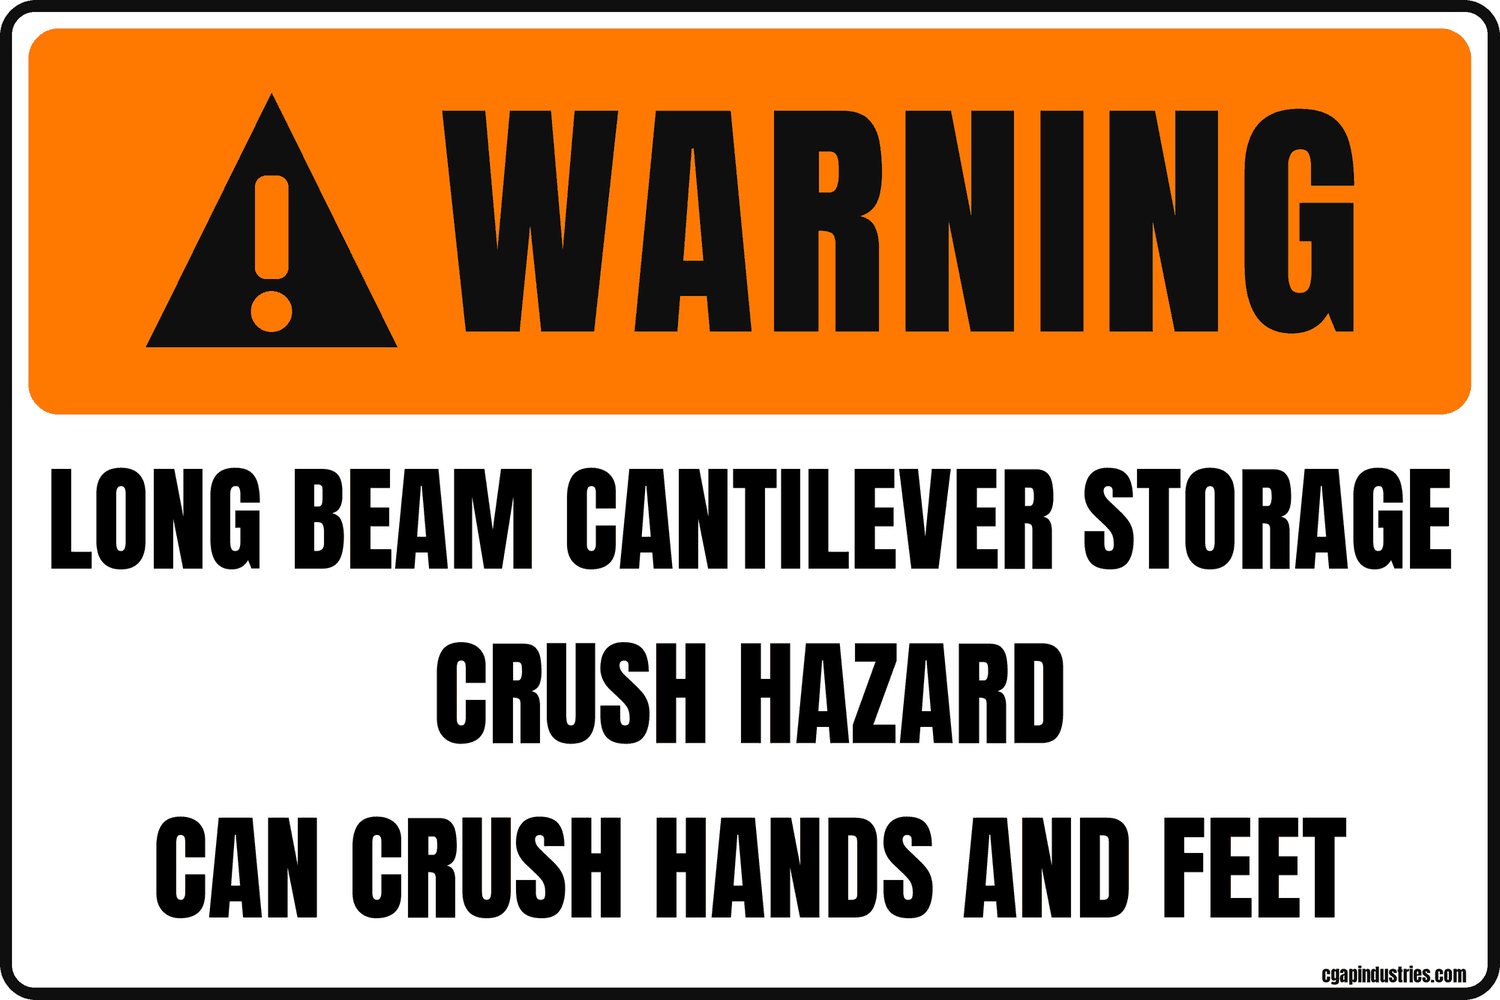 WARNING
LONG BEAM CANTILEVER STORAGE
CRUSH HAZARD
CAN CRUSH HANDS AND FEET
cgapindustries.com